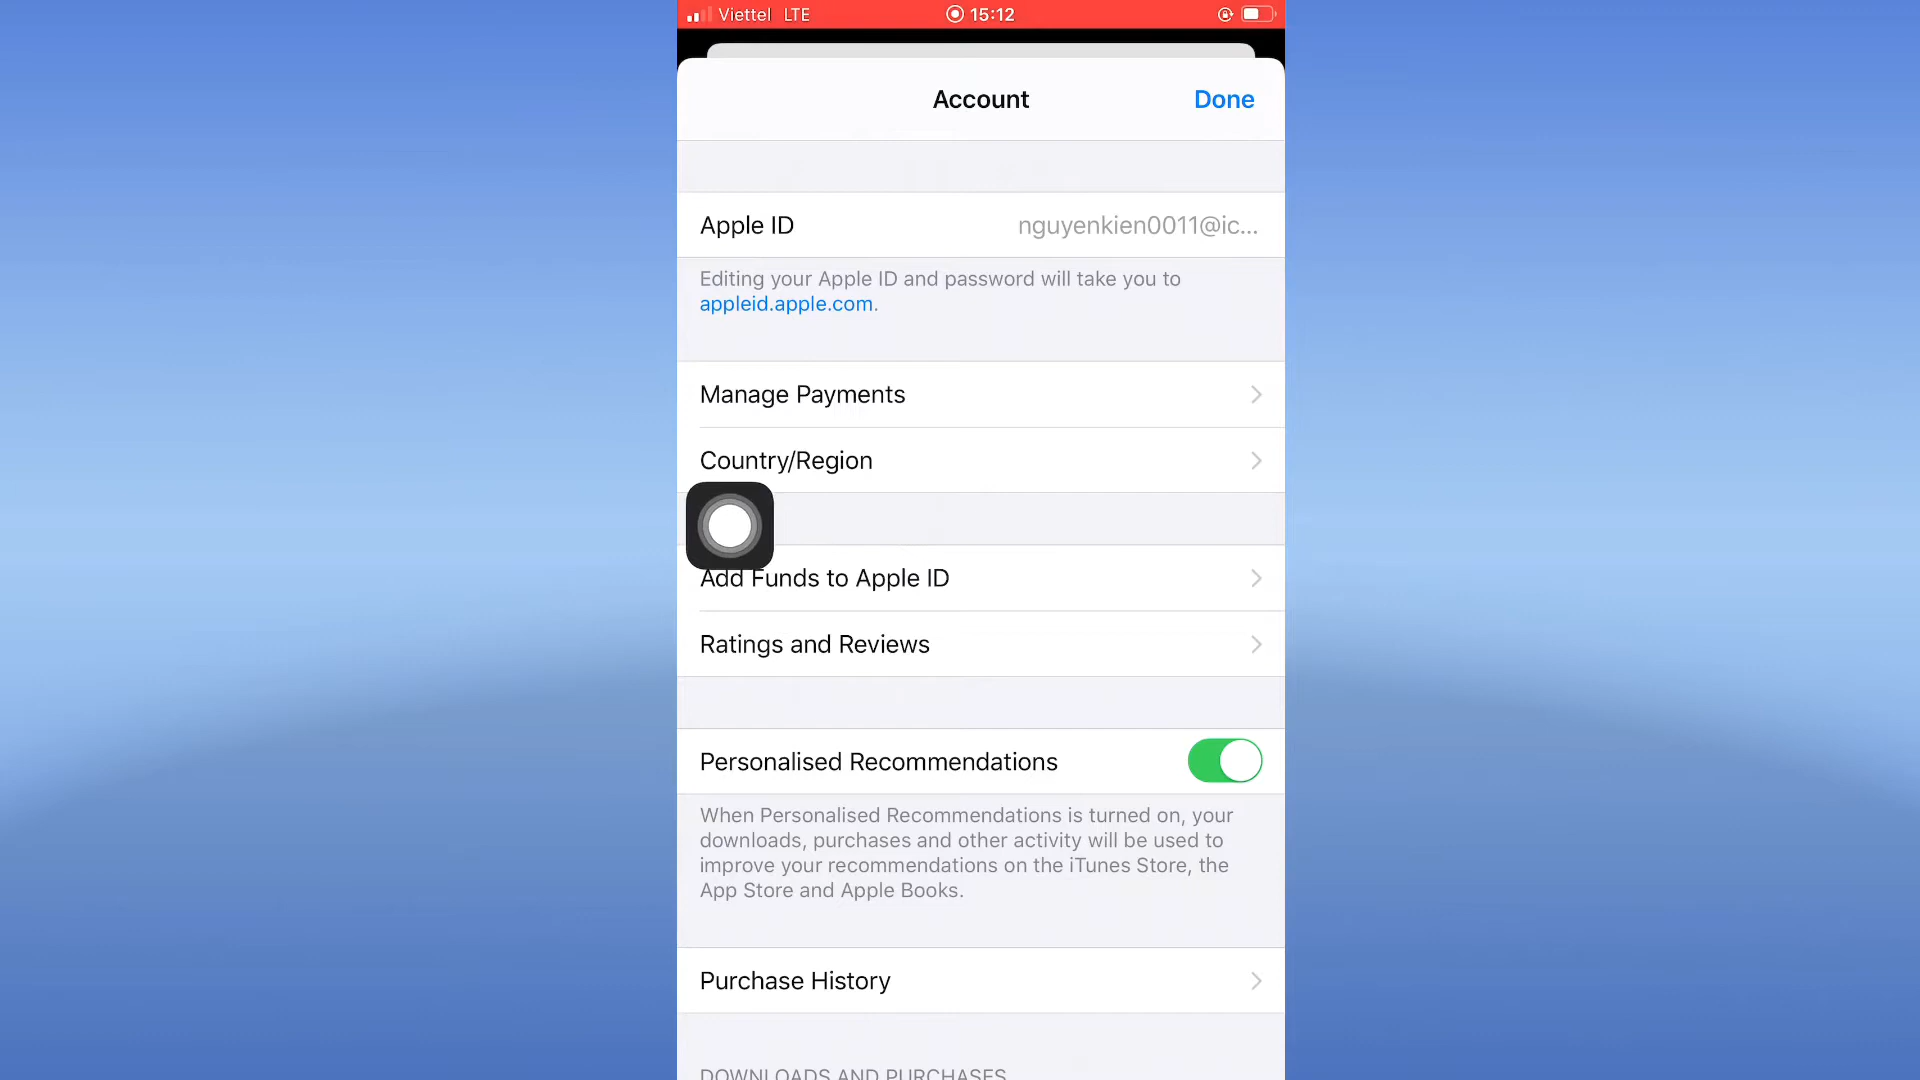 Viettel LTE 15:12
Account Done
Apple ID nguyenkien0011@ic...
Editing your Apple ID and password will take you to
appleid.apple.com.
Manage Payments
Country/Region
Add Funds to Apple ID
Ratings and Reviews
Personalised Recommendations
When Personalised Recommendations is turned on, your
downloads, purchases and other activity will be used to
improve your recommendations on the iTunes Store, the
App Store and Apple Books.
Purchase History
DOWNLOADS AND PURCHASES